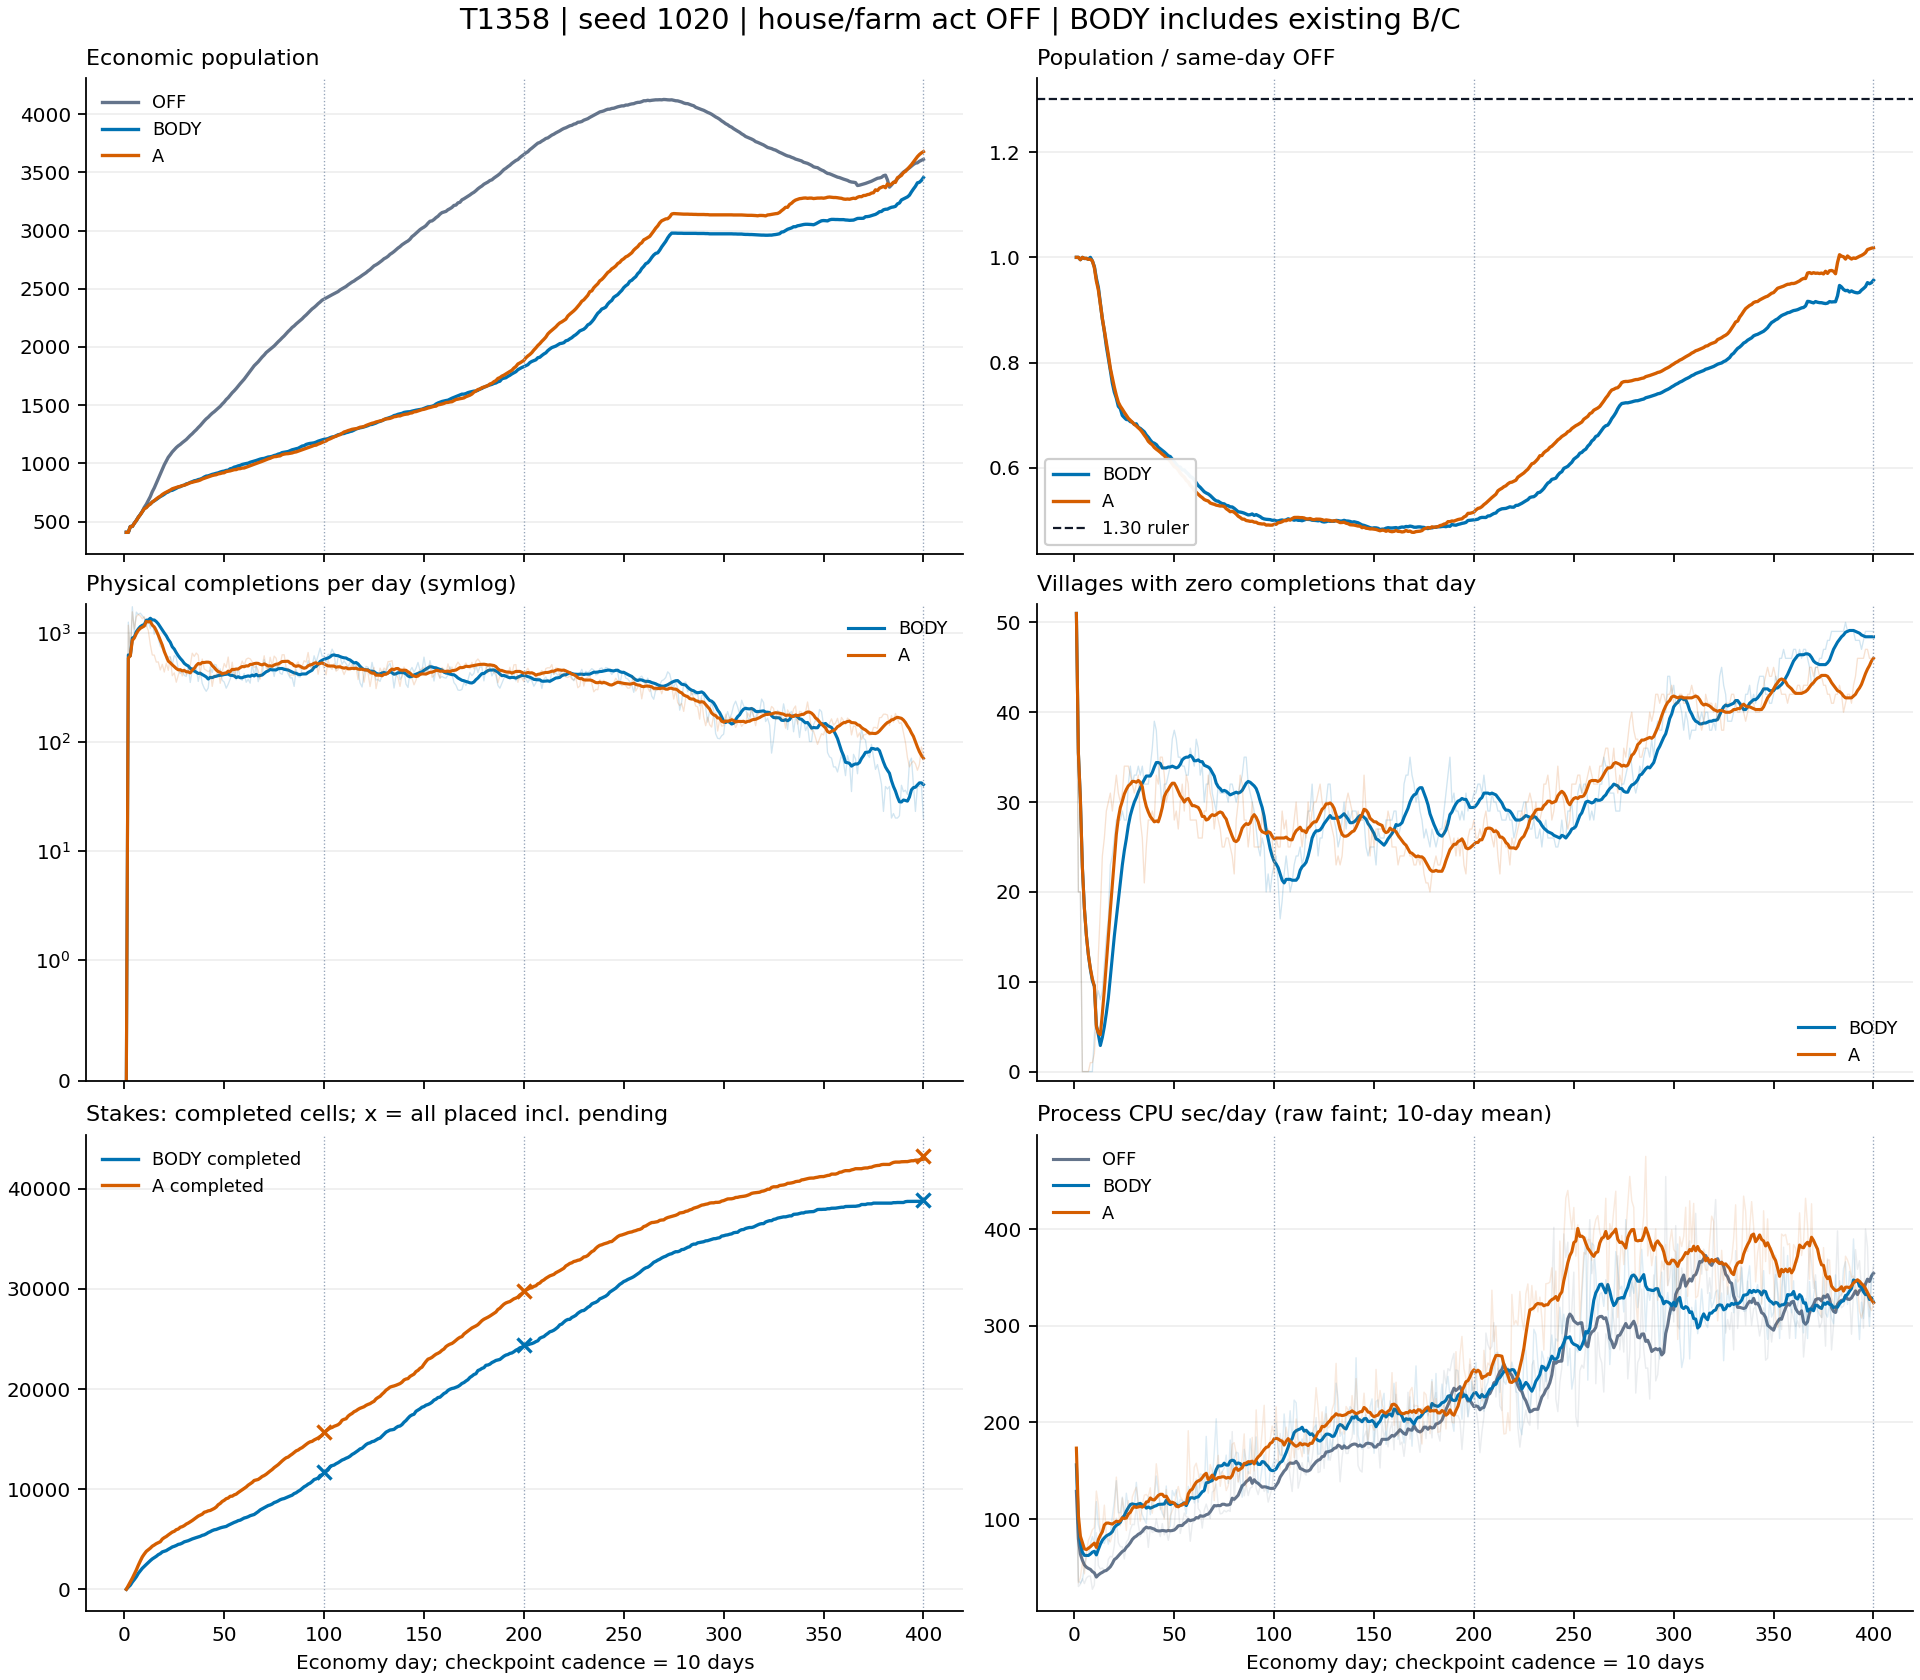 T1358 | seed 1020 | house/farm act OFF | BODY includes existing B/C
Economic population
OFF
BODY
A
4000
3500
3000
2500
2000
1500
1000
500
Population / same-day OFF
1.2
1.0
0.8
0.6
BODY
A
1.30 ruler
Physical completions per day (symlog)
BODY
A
10³
10²
10¹
10⁰
0
Villages with zero completions that day
50
40
30
20
10
0
BODY
A
Stakes: completed cells; x = all placed incl. pending
BODY completed
A completed
40000
30000
20000
10000
0
0 50 100 150 200 250 300 350 400
Economy day; checkpoint cadence = 10 days
Process CPU sec/day (raw faint; 10-day mean)
OFF
BODY
A
400
300
200
100
0 50 100 150 200 250 300 350 400
Economy day; checkpoint cadence = 10 days